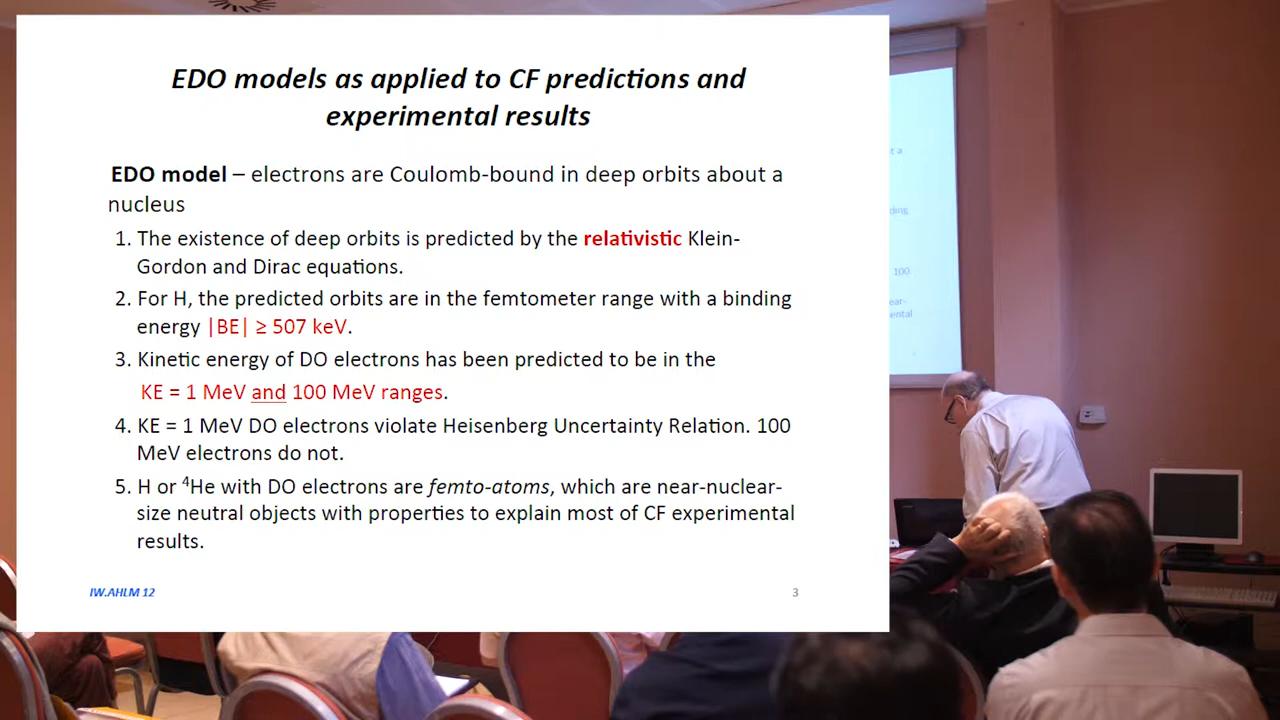 EDO models as applied to CF predictions and
experimental results
EDO model – electrons are Coulomb-bound in deep orbits about a
nucleus
1. The existence of deep orbits is predicted by the relativistic Klein-
Gordon and Dirac equations.
2. For H, the predicted orbits are in the femtometer range with a binding
energy |BE| ≥ 507 keV.
3. Kinetic energy of DO electrons has been predicted to be in the
KE = 1 MeV and 100 MeV ranges.
4. KE = 1 MeV DO electrons violate Heisenberg Uncertainty Relation. 100
MeV electrons do not.
5. H or ⁴He with DO electrons are femto-atoms, which are near-nuclear-
size neutral objects with properties to explain most of CF experimental
results.
IW.AHLM 12
3
t a
ding
100
ear-
mental